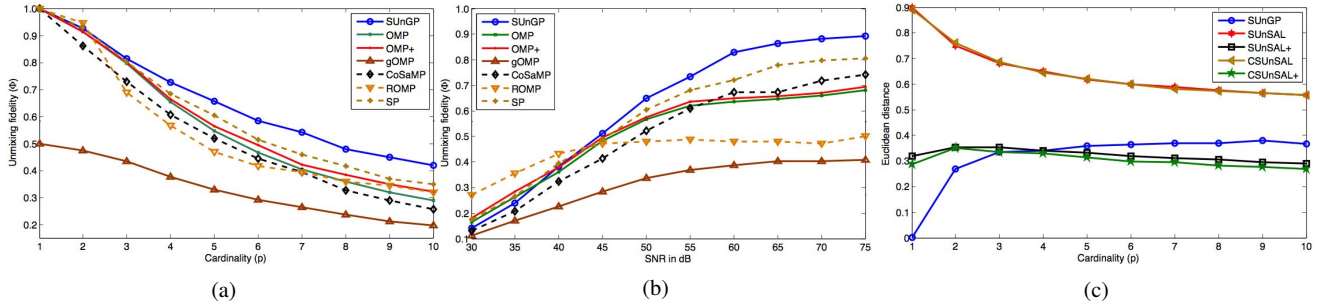 1.0
0.9
0.8
0.7
0.6
0.5
0.4
0.3
0.2
Unmixing fidelity (Φ)
1 2 3 4 5 6 7 8 9 10
Cardinality (p)
SUnGP
OMP
OMP+
gOMP
CoSaMP
ROMP
SP
(a)
1.0
0.9
0.8
0.7
0.6
0.5
0.4
0.3
0.2
0.1
Unmixing fidelity (Φ)
30 35 40 45 50 55 60 65 70 75
SNR in dB
SUnGP
OMP
OMP+
gOMP
CoSaMP
ROMP
SP
(b)
0.9
0.8
0.7
0.6
0.5
0.4
0.3
0.2
0.1
0.00
Euclidean distance
1 2 3 4 5 6 7 8 9 10
Cardinality (p)
SUnGP
SUnSAL
SUnSAL+
CSUnSAL
CSUnSAL+
(c)